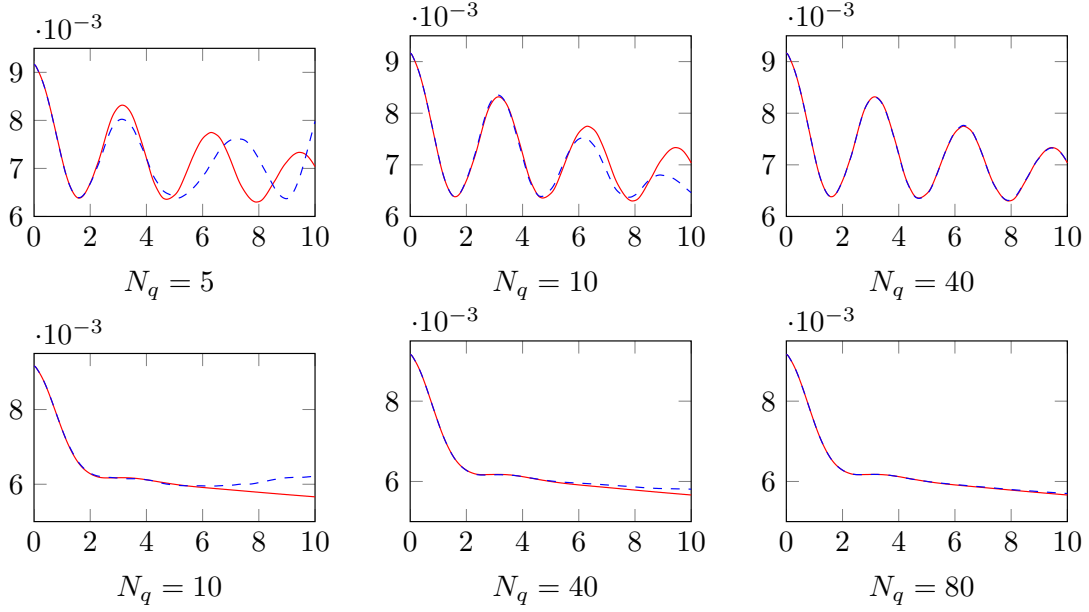 ·10⁻³ ·10⁻³ ·10⁻³
9 9 9
8 8 8
7 7 7
6 6 6
0 2 4 6 8 10 0 2 4 6 8 10 0 2 4 6 8 10
N_q = 5 N_q = 10 N_q = 40
·10⁻³ ·10⁻³ ·10⁻³
8 8 8
6 6 6
0 2 4 6 8 10 0 2 4 6 8 10 0 2 4 6 8 10
N_q = 10 N_q = 40 N_q = 80